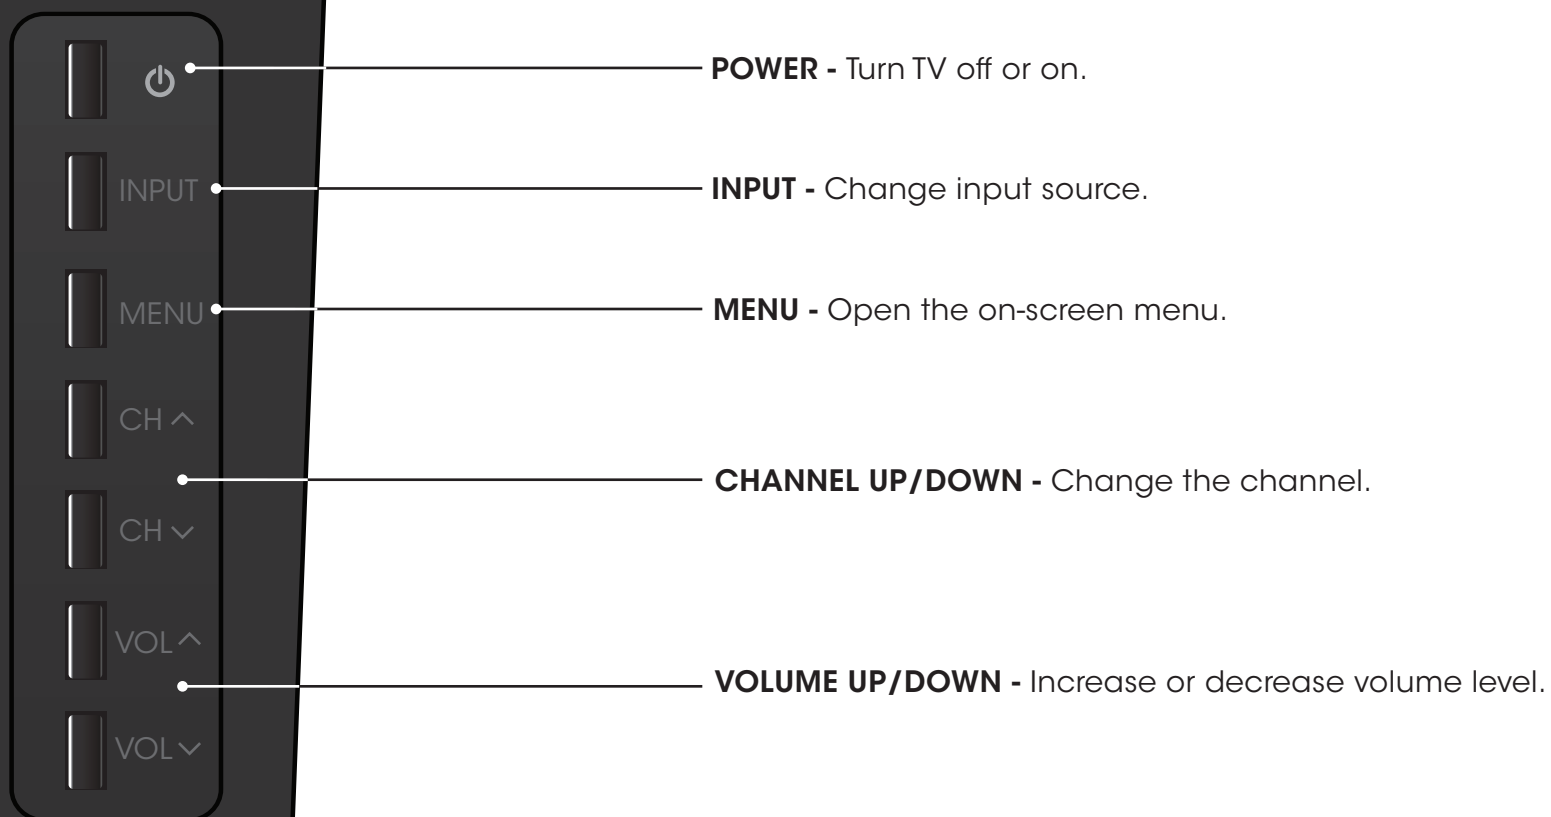 POWER - Turn TV off or on.
INPUT
INPUT - Change input source.
MENU
MENU - Open the on-screen menu.
CH
CHANNEL UP/DOWN - Change the channel.
CH
VOL
VOLUME UP/DOWN - Increase or decrease volume level.
VOL